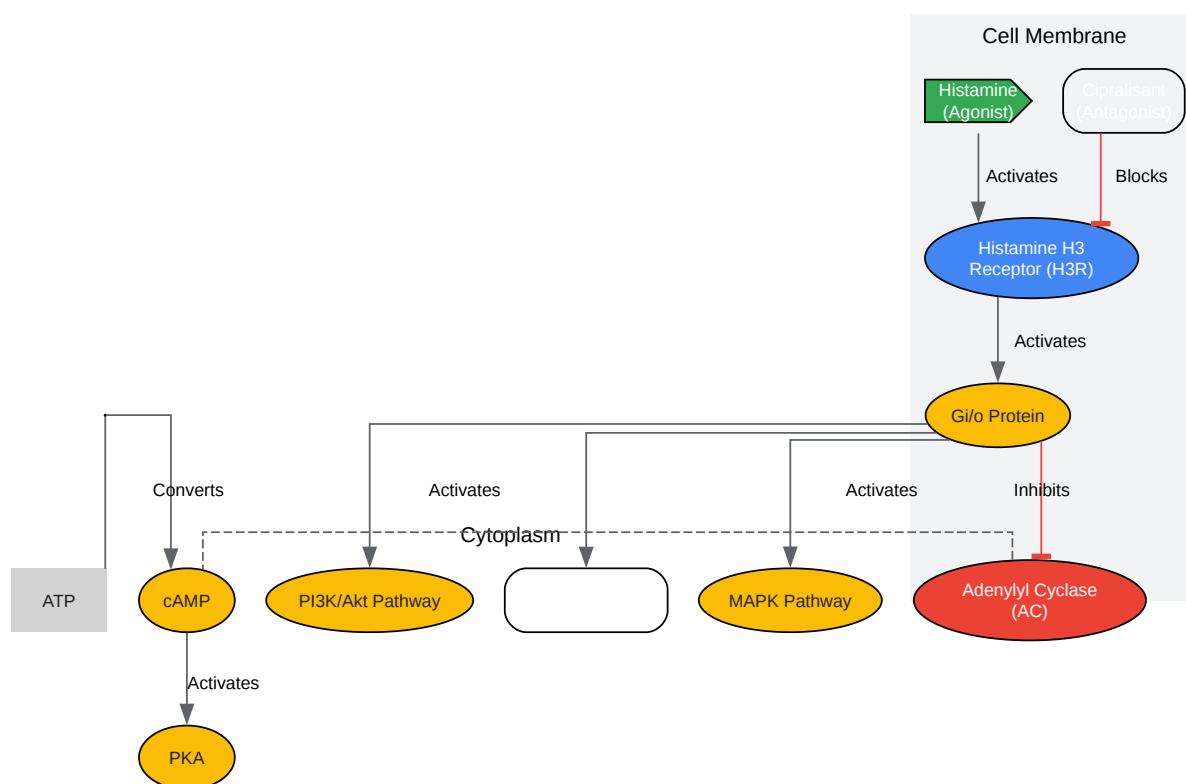 Cell Membrane
Histamine
(Agonist)
Cipralisant
(Antagonist)
Activates
Blocks
Histamine H3
Receptor (H3R)
Activates
Gi/o Protein
Converts
Activates
Activates
Inhibits
Cytoplasm
ATP
cAMP
PI3K/Akt Pathway
MAPK Pathway
Adenylyl Cyclase
(AC)
Activates
PKA